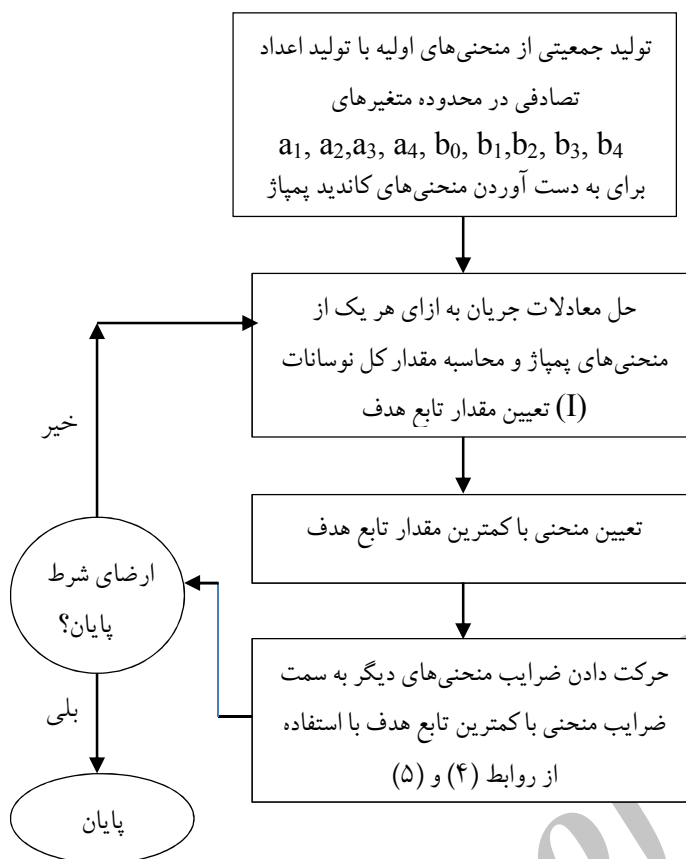 تولید جمعیتی از منحنی‌های اولیه با تولید اعداد
تصادفی در محدوده متغیرهای
a1, a2,a3, a4, b0, b1,b2, b3, b4
برای به دست آوردن منحنی‌های کاندید پمپاژ
حل معادلات جریان به ازای هر یک از
منحنی‌های پمپاژ و محاسبه مقدار کل نوسانات
(I) تعیین مقدار تابع هدف
تعیین منحنی با کمترین مقدار تابع هدف
حرکت دادن ضرایب منحنی‌های دیگر به سمت
ضرایب منحنی با کمترین تابع هدف با استفاده
از روابط (۴) و (۵)
ارضای شرط
پایان؟
خیر
بلی
پایان